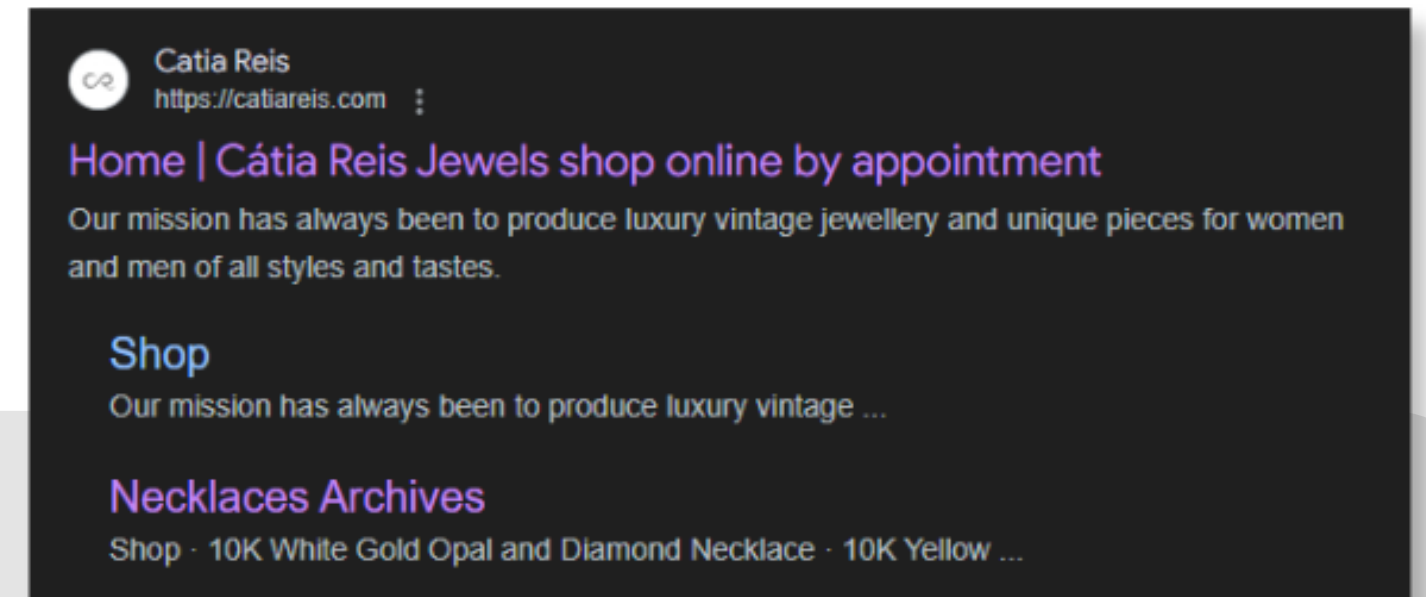 Catia Reis
https://catiareis.com
Home | Cátia Reis Jewels shop online by appointment
Our mission has always been to produce luxury vintage jewellery and unique pieces for women
and men of all styles and tastes.
Shop
Our mission has always been to produce luxury vintage ...
Necklaces Archives
Shop · 10K White Gold Opal and Diamond Necklace · 10K Yellow ...